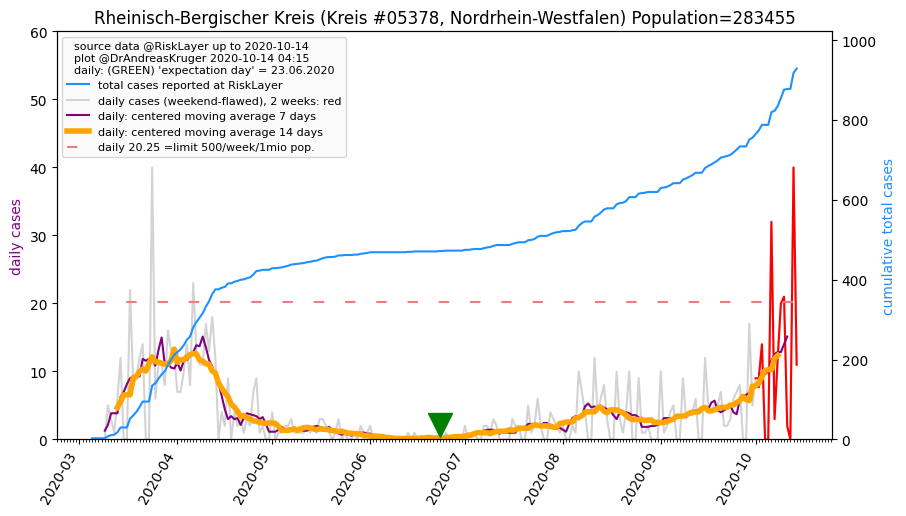 Rheinisch-Bergischer Kreis (Kreis #05378, Nordrhein-Westfalen) Population=283455
source data @RiskLayer up to 2020-10-14
plot @DrAndreasKruger 2020-10-14 04:15
daily: (GREEN) 'expectation day' = 23.06.2020
total cases reported at RiskLayer
daily cases (weekend-flawed), 2 weeks: red
daily: centered moving average 7 days
daily: centered moving average 14 days
daily 20.25 =limit 500/week/1mio pop.
daily cases
60
50
40
30
20
10
0
cumulative total cases
1000
800
600
400
200
0
2020-03
2020-04
2020-05
2020-06
2020-07
2020-08
2020-09
2020-10